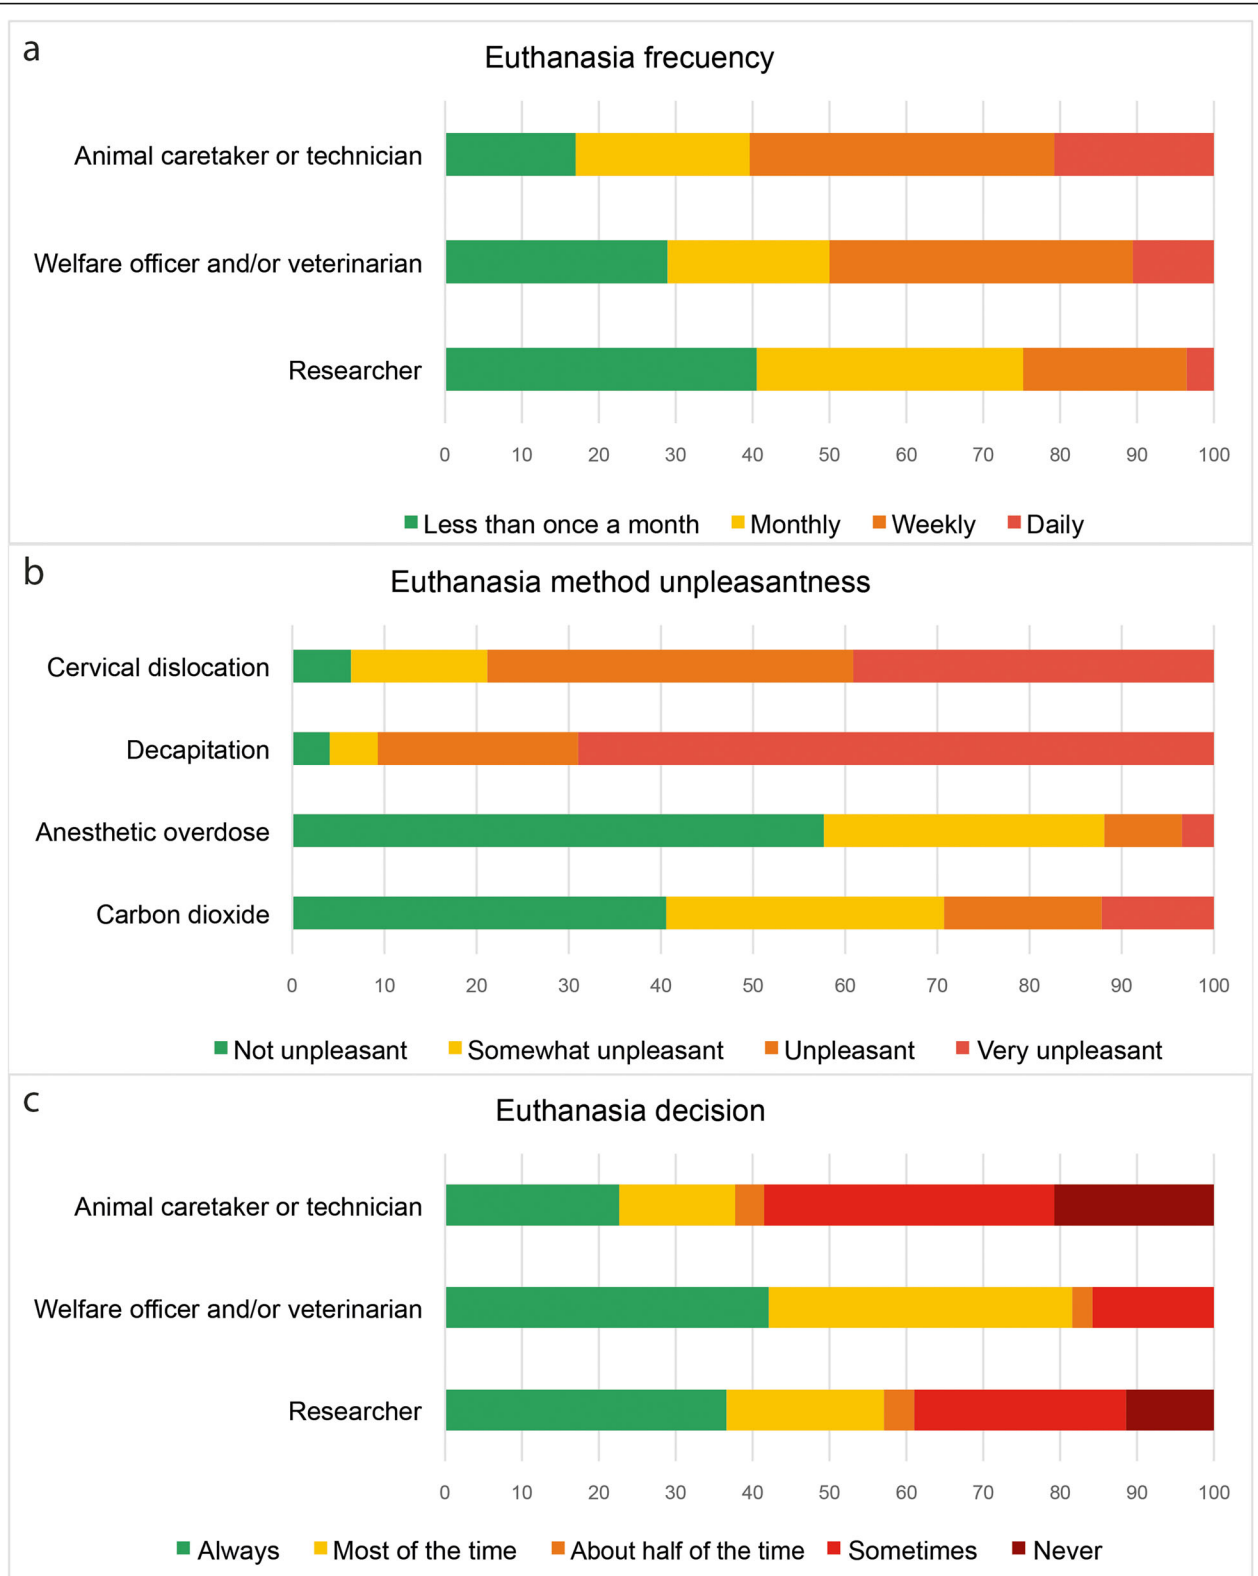 a
Euthanasia frecuency
Animal caretaker or technician
Welfare officer and/or veterinarian
Researcher
0 10 20 30 40 50 60 70 80 90 100
Less than once a month Monthly Weekly Daily
b
Euthanasia method unpleasantness
Cervical dislocation
Decapitation
Anesthetic overdose
Carbon dioxide
0 10 20 30 40 50 60 70 80 90 100
Not unpleasant Somewhat unpleasant Unpleasant Very unpleasant
c
Euthanasia decision
Animal caretaker or technician
Welfare officer and/or veterinarian
Researcher
0 10 20 30 40 50 60 70 80 90 100
Always Most of the time About half of the time Sometimes Never